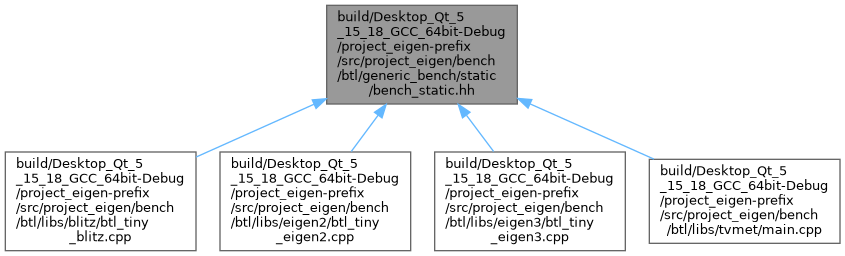 build/Desktop_Qt_5
_15_18_GCC_64bit-Debug
/project_eigen-prefix
/src/project_eigen/bench
/btl/generic_bench/static
/bench_static.hh
build/Desktop_Qt_5
_15_18_GCC_64bit-Debug
/project_eigen-prefix
/src/project_eigen/bench
/btl/libs/blitz/btl_tiny
_blitz.cpp
build/Desktop_Qt_5
_15_18_GCC_64bit-Debug
/project_eigen-prefix
/src/project_eigen/bench
/btl/libs/eigen2/btl_tiny
_eigen2.cpp
build/Desktop_Qt_5
_15_18_GCC_64bit-Debug
/project_eigen-prefix
/src/project_eigen/bench
/btl/libs/eigen3/btl_tiny
_eigen3.cpp
build/Desktop_Qt_5
_15_18_GCC_64bit-Debug
/project_eigen-prefix
/src/project_eigen/bench
/btl/libs/tvmet/main.cpp